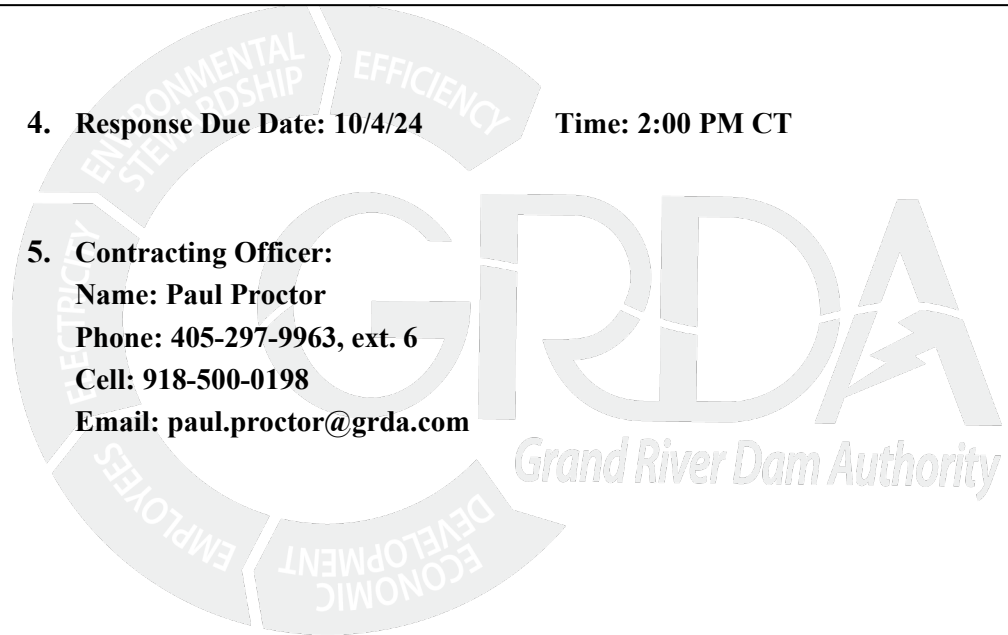 4. Response Due Date: 10/4/24 Time: 2:00 PM CT
5. Contracting Officer:
Name: Paul Proctor
Phone: 405-297-9963, ext. 6
Cell: 918-500-0198
Email: paul.proctor@grda.com
ENVIRONMENTAL
STEWARDSHIP
EFFICIENCY
ELECTRICITY
EMPLOYEES
ECONOMIC
DEVELOPMENT
GRDA
Grand River Dam Authority